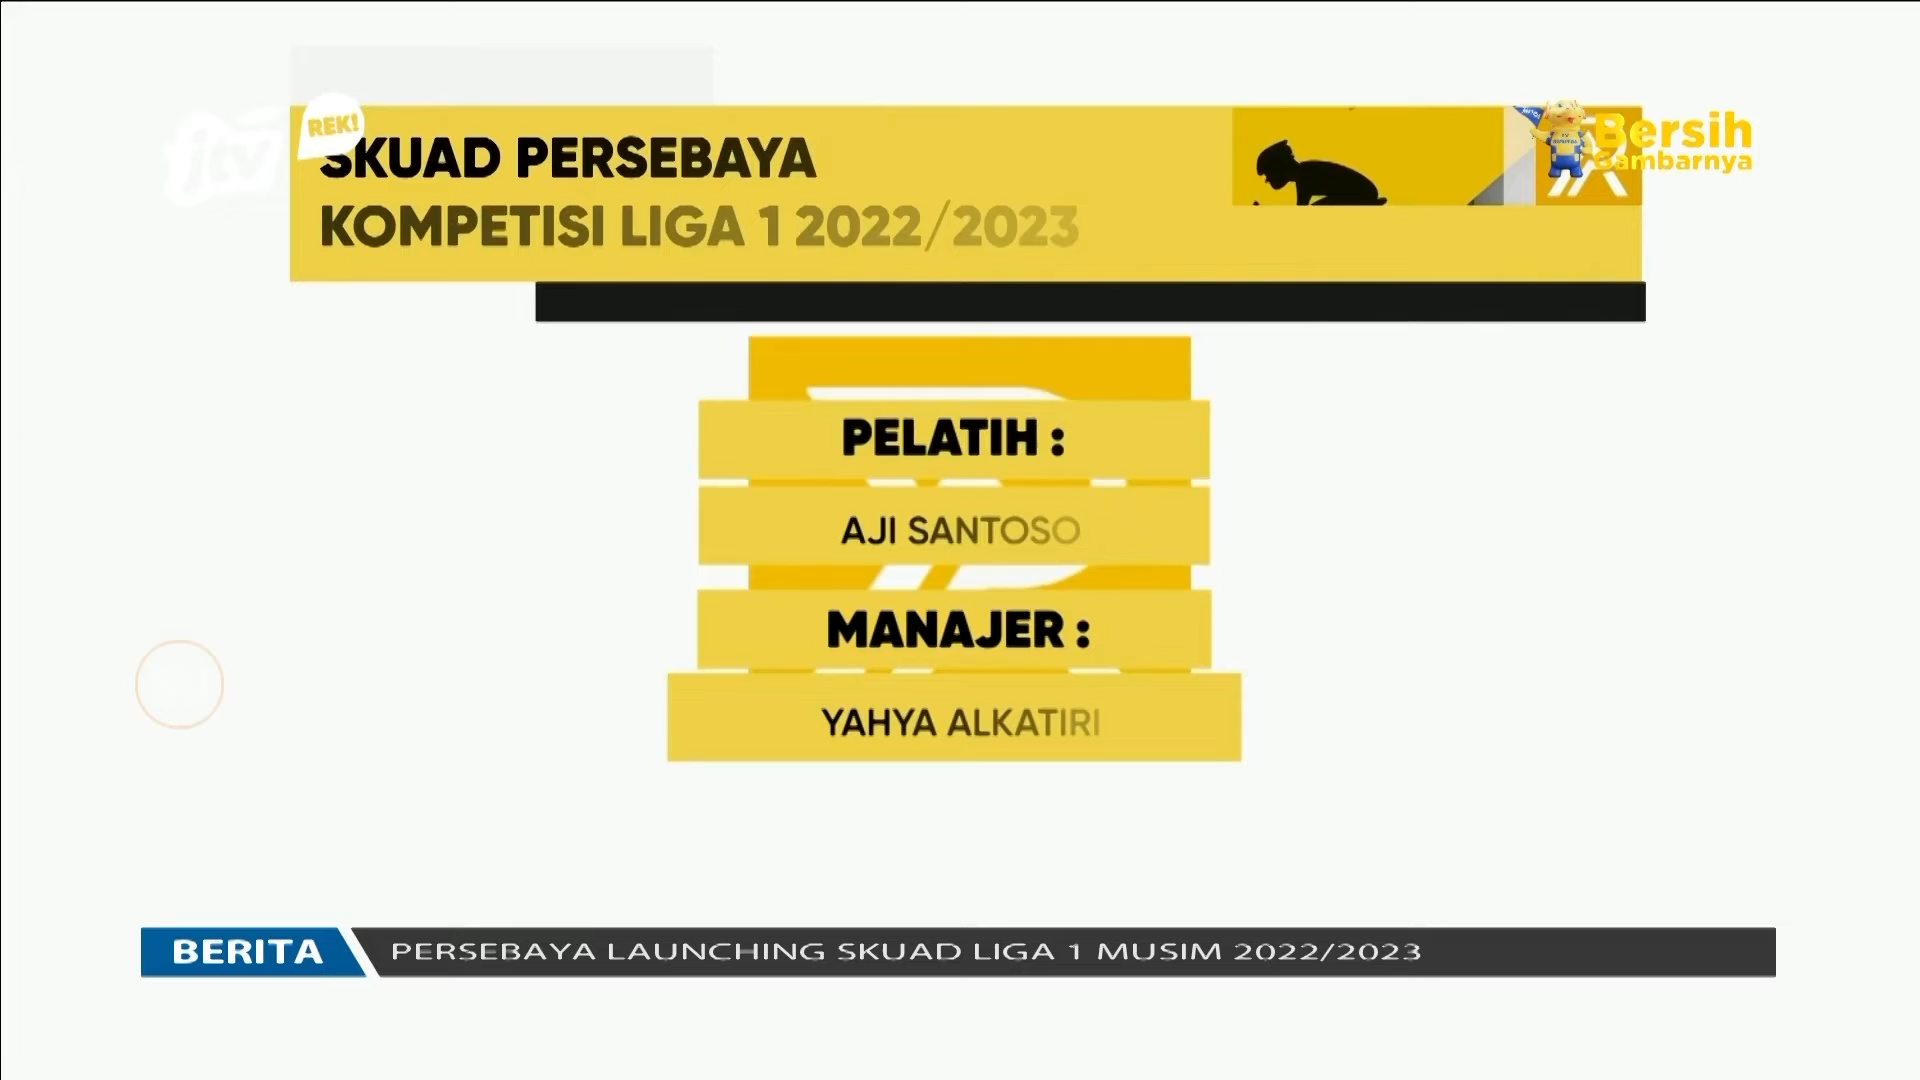 jtv
REK!
SKUAD PERSEBAYA
KOMPETISI LIGA 1 2022/2023
Bersih
Gambarnya
PELATIH :
AJI SANTOSO
MANAJER :
YAHYA ALKATIRI
BERITA
PERSEBAYA LAUNCHING SKUAD LIGA 1 MUSIM 2022/2023